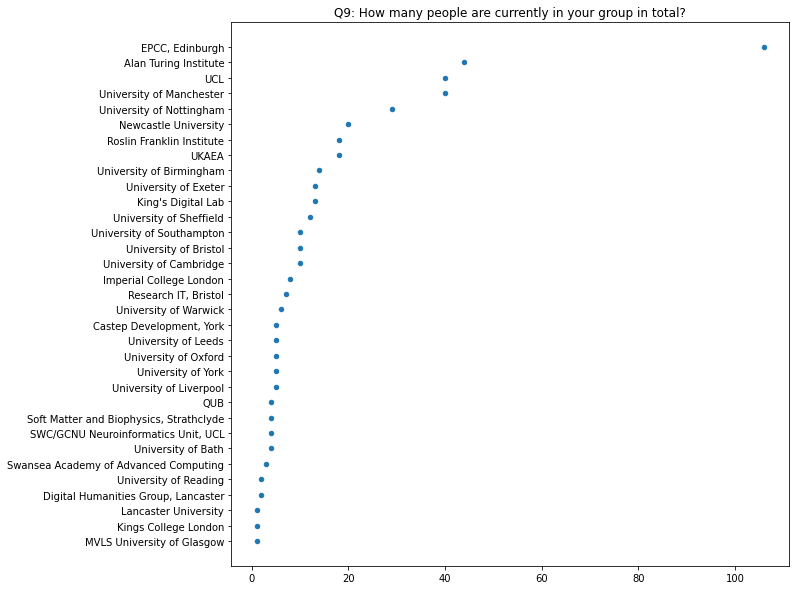 Q9: How many people are currently in your group in total?
EPCC, Edinburgh
Alan Turing Institute
UCL
University of Manchester
University of Nottingham
Newcastle University
Roslin Franklin Institute
UKAEA
University of Birmingham
University of Exeter
King's Digital Lab
University of Sheffield
University of Southampton
University of Bristol
University of Cambridge
Imperial College London
Research IT, Bristol
University of Warwick
Castep Development, York
University of Leeds
University of Oxford
University of York
University of Liverpool
QUB
Soft Matter and Biophysics, Strathclyde
SWC/GCNU Neuroinformatics Unit, UCL
University of Bath
Swansea Academy of Advanced Computing
University of Reading
Digital Humanities Group, Lancaster
Lancaster University
Kings College London
MVLS University of Glasgow
0 20 40 60 80 100